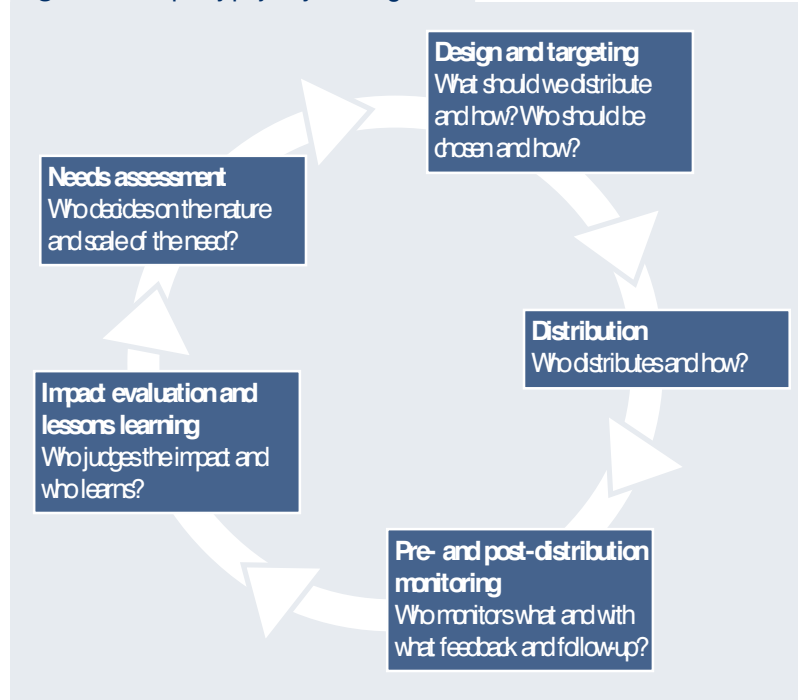 Design and targeting
What should we distribute
and how? Who should be
chosen and how?
Needs assessment
Who decides on the nature
and scale of the need?
Distribution
Who distributes and how?
Impact evaluation and
lessons learning
Who judges the impact and
who learns?
Pre- and post-distribution
monitoring
Who monitors what and with
what feedback and follow-up?